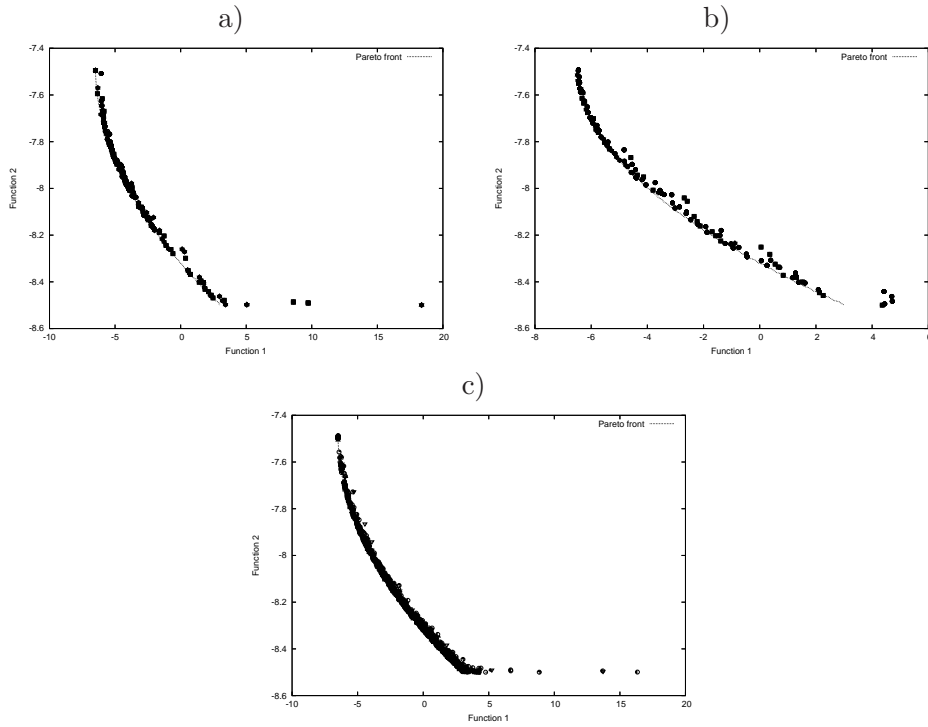 a)
-7.4
Pareto front
-7.6
-7.8
-8
-8.2
-8.4
-8.6
Function 2
-10 -5 0 5 10 15 20
Function 1
b)
-7.4
Pareto front
-7.6
-7.8
-8
-8.2
-8.4
-8.6
Function 2
-8 -6 -4 -2 0 2 4 6
Function 1
c)
-7.4
Pareto front
-7.6
-7.8
-8
-8.2
-8.4
-8.6
Function 2
-10 -5 0 5 10 15 20
Function 1